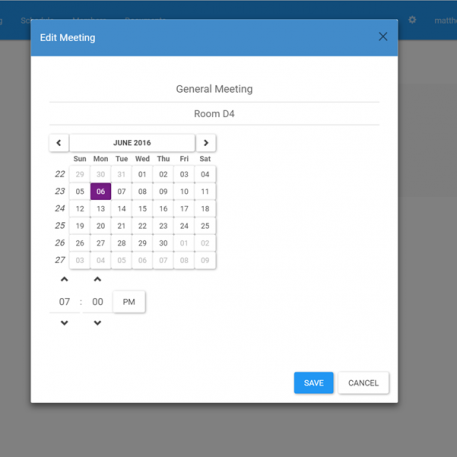 Edit Meeting
General Meeting
Room D4
JUNE 2016
Sun Mon Tue Wed Thu Fri Sat
22 29 30 31 01 02 03 04
23 05 06 07 08 09 10 11
24 12 13 14 15 16 17 18
25 19 20 21 22 23 24 25
26 26 27 28 29 30 01 02
27 03 04 05 06 07 08 09
07 : 00 PM
SAVE CANCEL